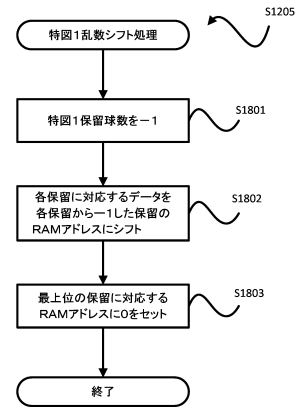 S1205
特図1乱数シフト処理
S1801
特図1保留球数を－1
S1802
各保留に対応するデータを
各保留から－1した保留の
RAMアドレスにシフト
S1803
最上位の保留に対応する
RAMアドレスに0をセット
終了